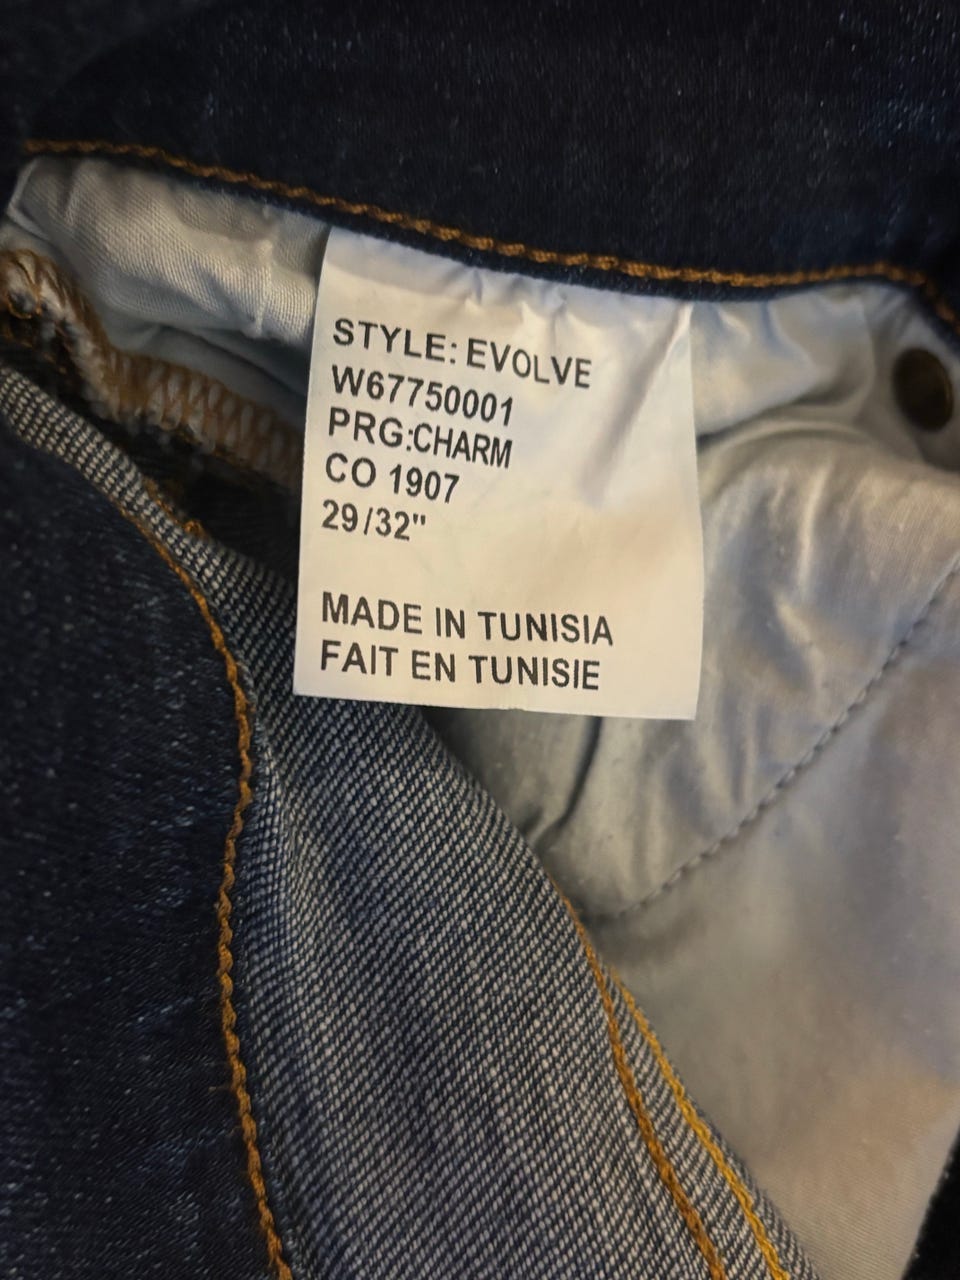 STYLE: EVOLVE
W67750001
PRG:CHARM
CO 1907
29/32"
MADE IN TUNISIA
FAIT EN TUNISIE